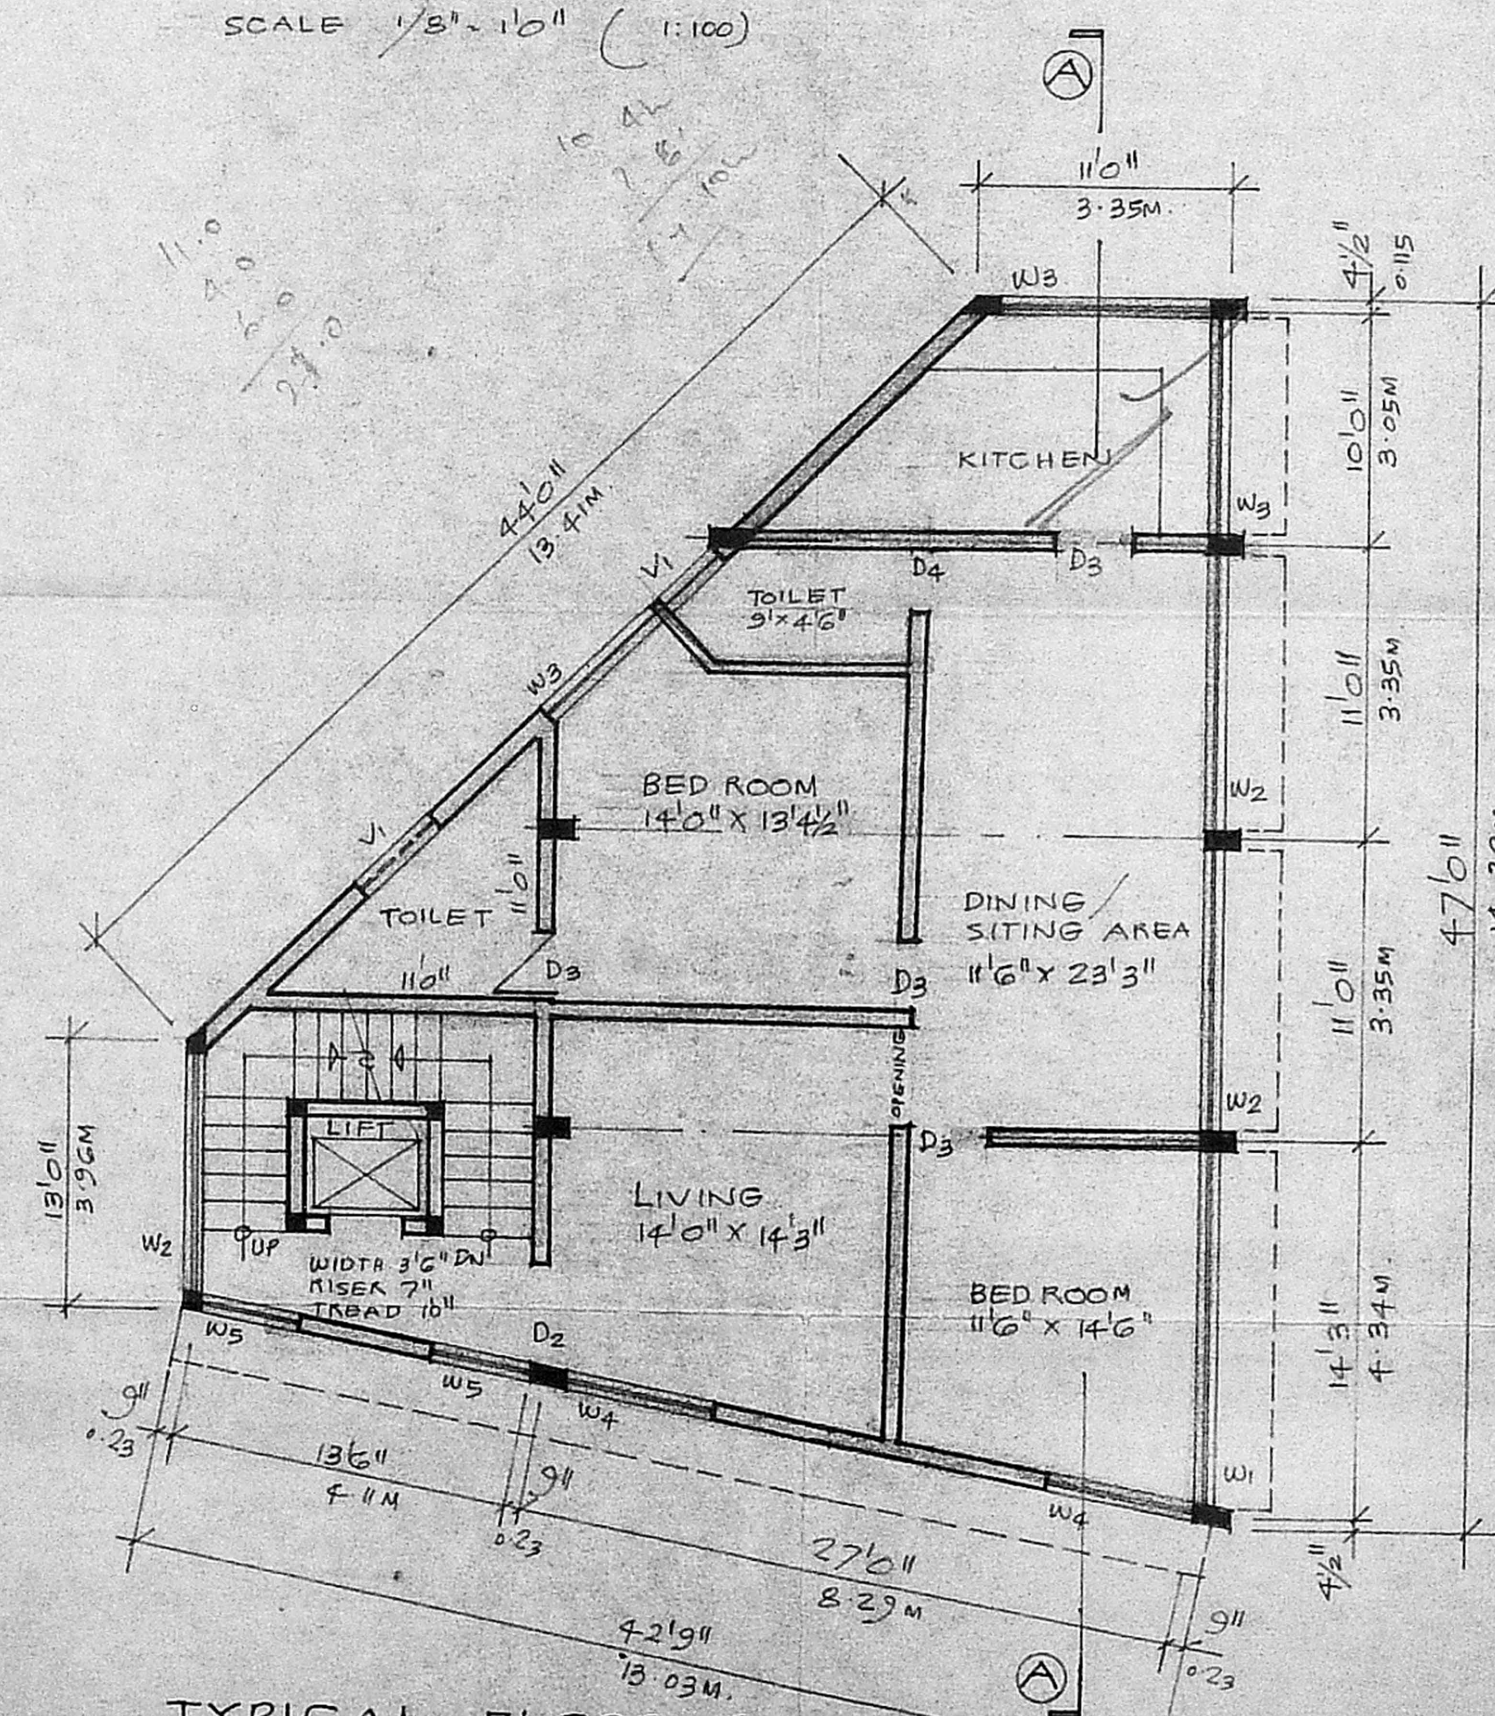 SCALE 1/8" ~ 1'0" ( 1:100)
A
11'0"
3·35M.
4½"
0·115
W3
11.0
44'0"
13·41M.
10'0"
3·05M
KITCHEN
W3
V1
D4
D3
TOILET
9'x4'6"
W3
11'0"
3·35M
BED ROOM
14'0" X 13'4½"
W2
V1
47'0"
TOILET
11'0"
DINING/
SITING AREA
11'6" X 23'3"
11'0"
D3
D3
11'0"
3·35M
OPENING
W2
LIFT
D3
13'0"
3·96M
LIVING
14'0" X 14'3"
W2
UP
DN
WIDTH 3'6"
RISER 7"
TREAD 10"
BED ROOM
11'6" X 14'6"
14'3"
4·34M.
W5
D2
W5
W4
9"
0·23
13'6"
4·11M
9"
0·23
W1
W4
27'0"
8·29M
4½"
42'9"
13·03M.
9"
0·23
A
TYPICAL